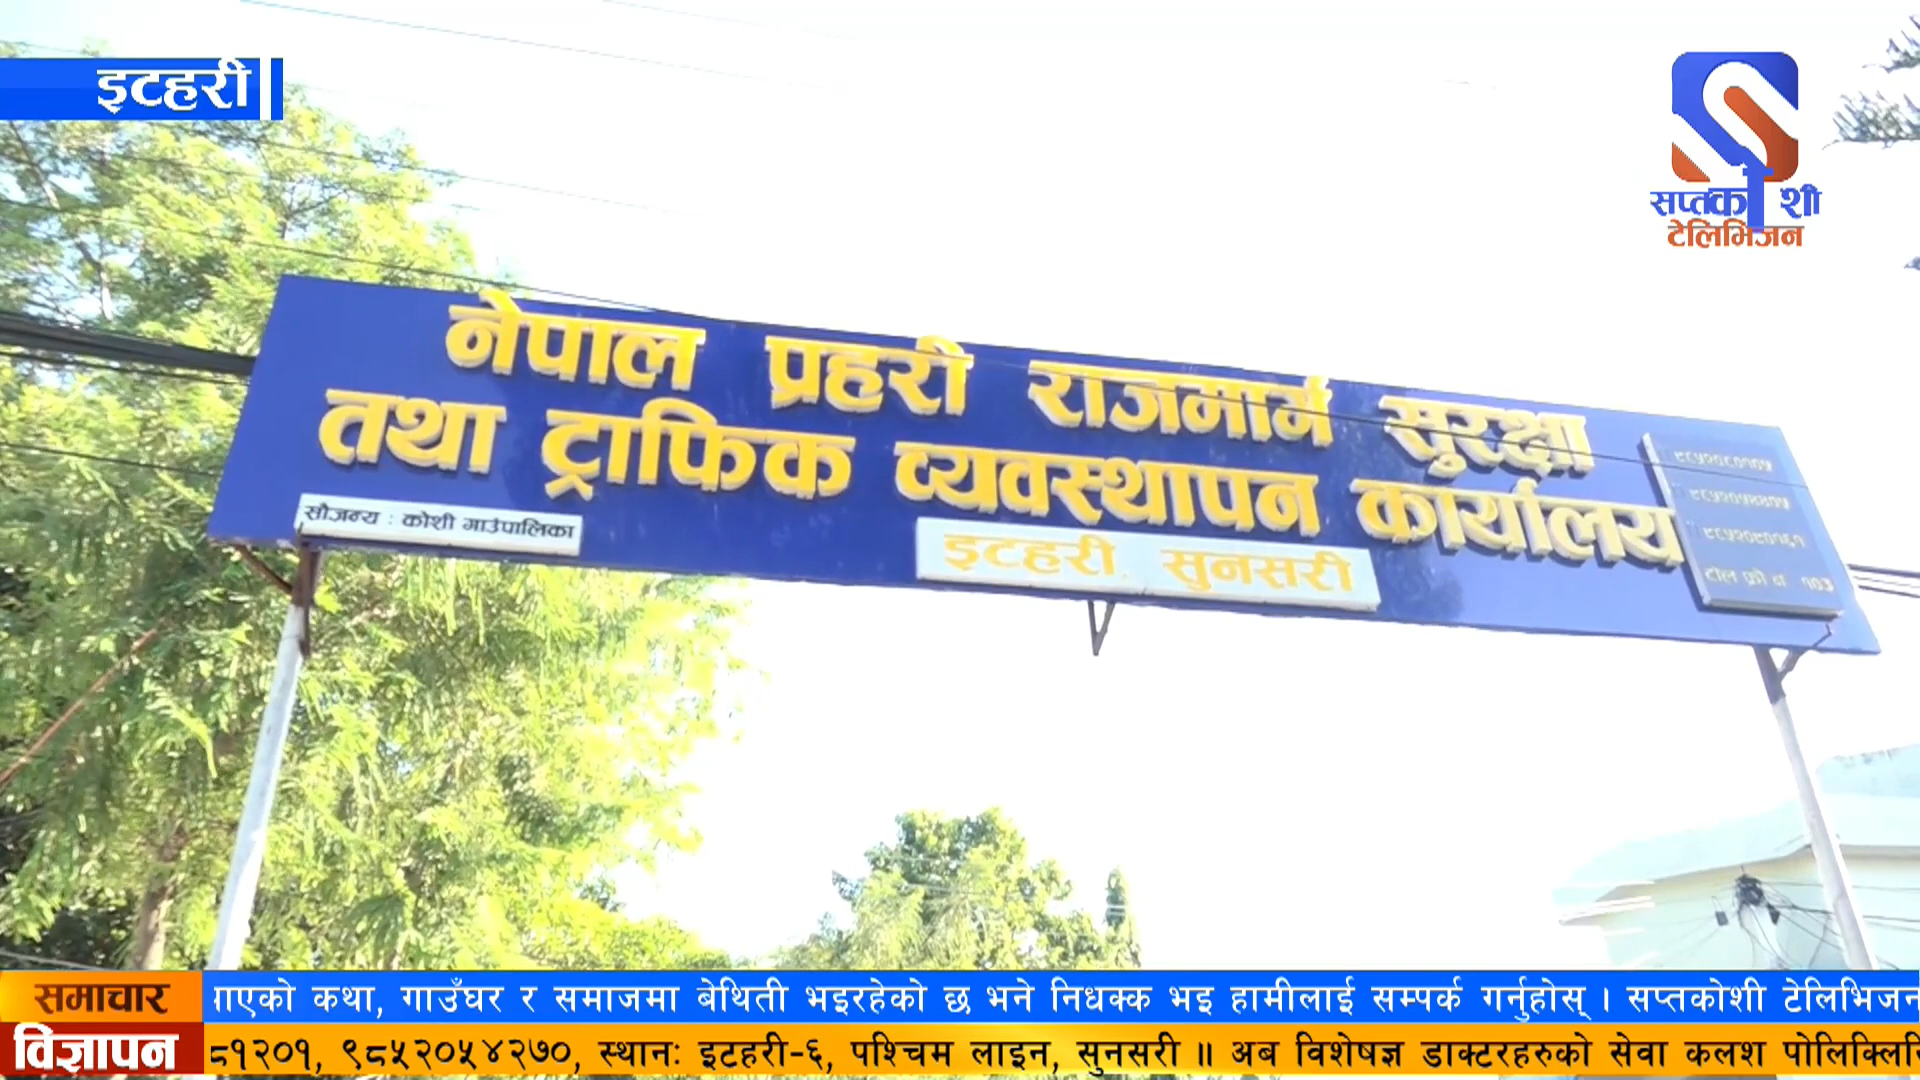 इटहरी
सप्तकोशी
टेलिभिजन
नेपाल प्रहरी राजमार्ग सुरक्षा
तथा ट्राफिक व्यवस्थापन कार्यालय
सौजन्य : कोशी गाउँपालिका
इटहरी, सुनसरी
टोल फ्री नं १०३
समाचार
कथा, गाउँघर र समाजमा बेथिती भइरहेको छ भने निधक्क भइ हामीलाई सम्पर्क गर्नुहोस् । सप्तकोशी टेलिभिजन
विज्ञापन
८१२०१, ९८५२०५४२७०, स्थानः इटहरी-६, पश्चिम लाइन, सुनसरी ॥ अब विशेषज्ञ डाक्टरहरुको सेवा कलश